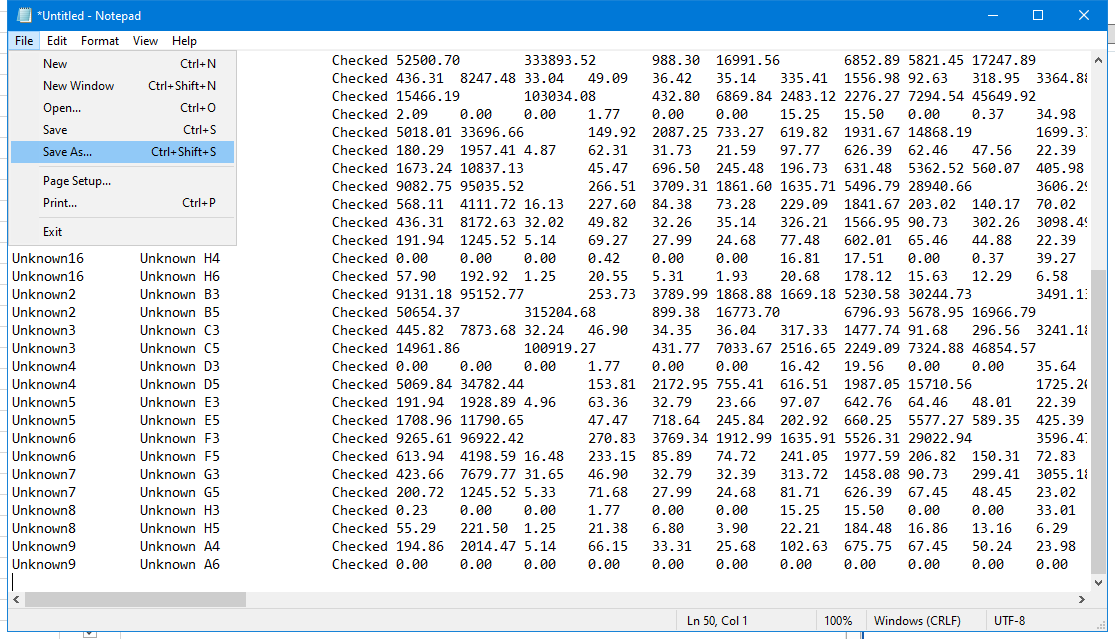 *Untitled - Notepad
File Edit Format View Help
New Ctrl+N
New Window Ctrl+Shift+N
Open... Ctrl+O
Save Ctrl+S
Save As... Ctrl+Shift+S
Page Setup...
Print... Ctrl+P
Exit
Checked 52500.70 333893.52 988.30 16991.56 6852.89 5821.45 17247.89
Checked 436.31 8247.48 33.04 49.09 36.42 35.14 335.41 1556.98 92.63 318.95 3364.88
Checked 15466.19 103034.08 432.80 6869.84 2483.12 2276.27 7294.54 45649.92
Checked 2.09 0.00 0.00 1.77 0.00 0.00 15.25 15.50 0.00 0.37 34.98
Checked 5018.01 33696.66 149.92 2087.25 733.27 619.82 1931.67 14868.19 1699.37
Checked 180.29 1957.41 4.87 62.31 31.73 21.59 97.77 626.39 62.46 47.56 22.39
Checked 1673.24 10837.13 45.47 696.50 245.48 196.73 631.48 5362.52 560.07 405.98
Checked 9082.75 95035.52 266.51 3709.31 1861.60 1635.71 5496.79 28940.66 3606.29
Checked 568.11 4111.72 16.13 227.60 84.38 73.28 229.09 1841.67 203.02 140.17 70.02
Checked 436.31 8172.63 32.02 49.82 32.26 35.14 326.21 1566.95 90.73 302.26 3098.49
Checked 191.94 1245.52 5.14 69.27 27.99 24.68 77.48 602.01 65.46 44.88 22.39
Unknown16 Unknown H4 Checked 0.00 0.00 0.00 0.42 0.00 0.00 16.81 17.51 0.00 0.37 39.27
Unknown16 Unknown H6 Checked 57.90 192.92 1.25 20.55 5.31 1.93 20.68 178.12 15.63 12.29 6.58
Unknown2 Unknown B3 Checked 9131.18 95152.77 253.73 3789.99 1868.88 1669.18 5230.58 30244.73 3491.13
Unknown2 Unknown B5 Checked 50654.37 315204.68 899.38 16773.70 6796.93 5678.95 16966.79
Unknown3 Unknown C3 Checked 445.82 7873.68 32.24 46.90 34.35 36.04 317.33 1477.74 91.68 296.56 3241.18
Unknown3 Unknown C5 Checked 14961.86 100919.27 431.77 7033.67 2516.65 2249.09 7324.88 46854.57
Unknown4 Unknown D3 Checked 0.00 0.00 0.00 1.77 0.00 0.00 16.42 19.56 0.00 0.00 35.64
Unknown4 Unknown D5 Checked 5069.84 34782.44 153.81 2172.95 755.41 616.51 1987.05 15710.56 1725.20
Unknown5 Unknown E3 Checked 191.94 1928.89 4.96 63.36 32.79 23.66 97.07 642.76 64.46 48.01 22.39
Unknown5 Unknown E5 Checked 1708.96 11790.65 47.47 718.64 245.84 202.92 660.25 5577.27 589.35 425.39
Unknown6 Unknown F3 Checked 9265.61 96922.42 270.83 3769.34 1912.99 1635.91 5526.31 29022.94 3596.47
Unknown6 Unknown F5 Checked 613.94 4198.59 16.48 233.15 85.89 74.72 241.05 1977.59 206.82 150.31 72.83
Unknown7 Unknown G3 Checked 423.66 7679.77 31.65 46.90 32.79 32.39 313.72 1458.08 90.73 299.41 3055.18
Unknown7 Unknown G5 Checked 200.72 1245.52 5.33 71.68 27.99 24.68 81.71 626.39 67.45 48.45 23.02
Unknown8 Unknown H3 Checked 0.23 0.00 0.00 1.77 0.00 0.00 15.25 15.50 0.00 0.00 33.01
Unknown8 Unknown H5 Checked 55.29 221.50 1.25 21.38 6.80 3.90 22.21 184.48 16.86 13.16 6.29
Unknown9 Unknown A4 Checked 194.86 2014.47 5.14 66.15 33.31 25.68 102.63 675.75 67.45 50.24 23.98
Unknown9 Unknown A6 Checked 0.00 0.00 0.00 0.00 0.00 0.00 0.00 0.00 0.00 0.00 0.00
Ln 50, Col 1 100% Windows (CRLF) UTF-8